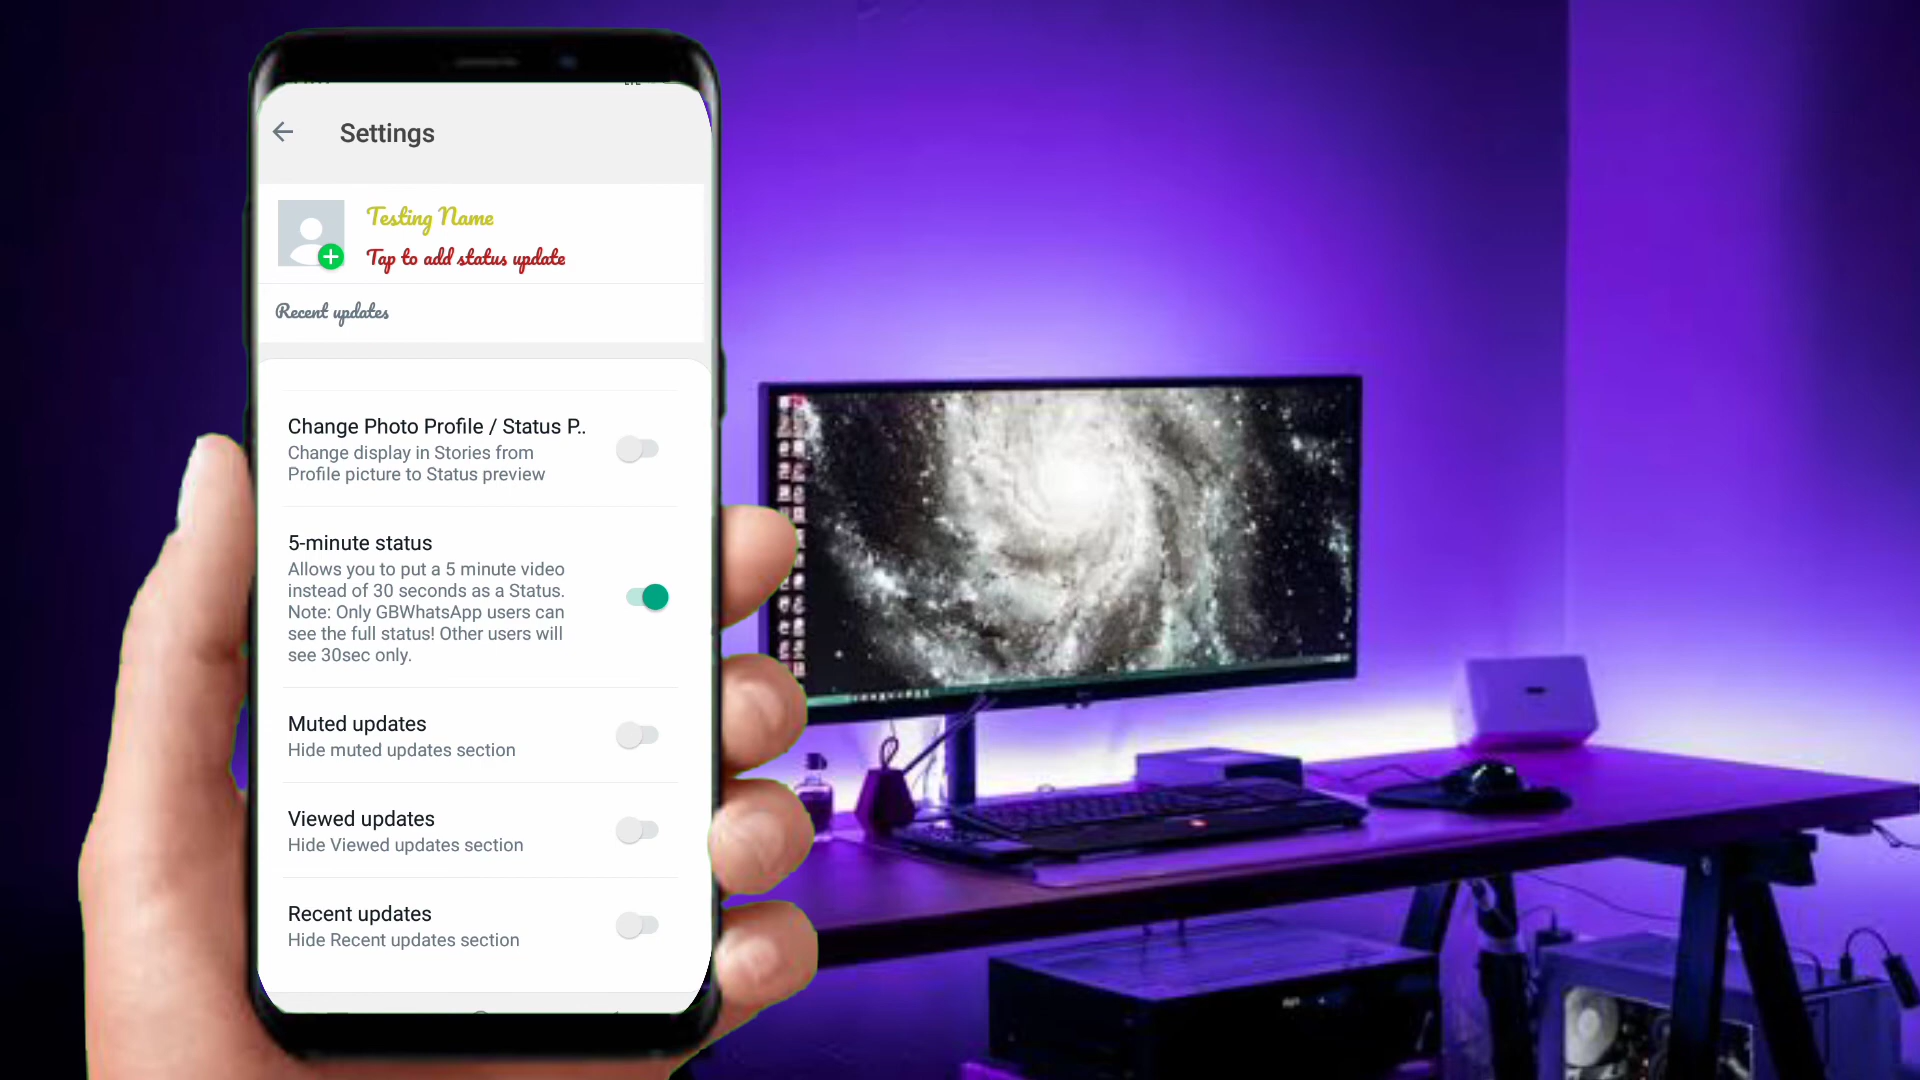 Settings
Testing Name
Tap to add status update
Recent updates
Change Photo Profile / Status P..
Change display in Stories from
Profile picture to Status preview
5-minute status
Allows you to put a 5 minute video
instead of 30 seconds as a Status.
Note: Only GBWhatsApp users can
see the full status! Other users will
see 30sec only.
Muted updates
Hide muted updates section
Viewed updates
Hide Viewed updates section
Recent updates
Hide Recent updates section